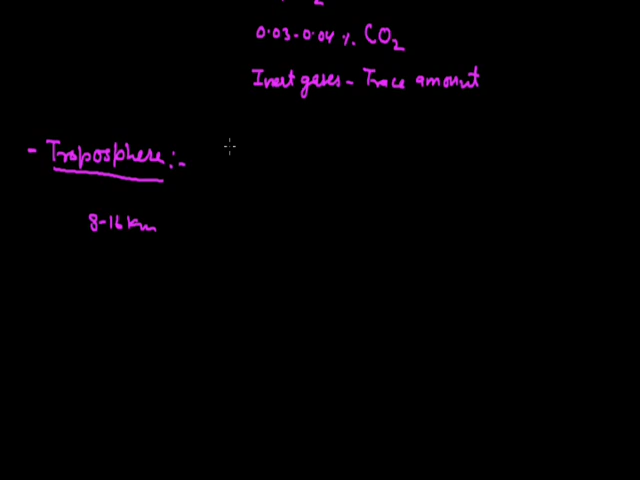 0.03-0.04 %. CO2
Inert gases - Trace amount
- Troposphere :-
8-16 km